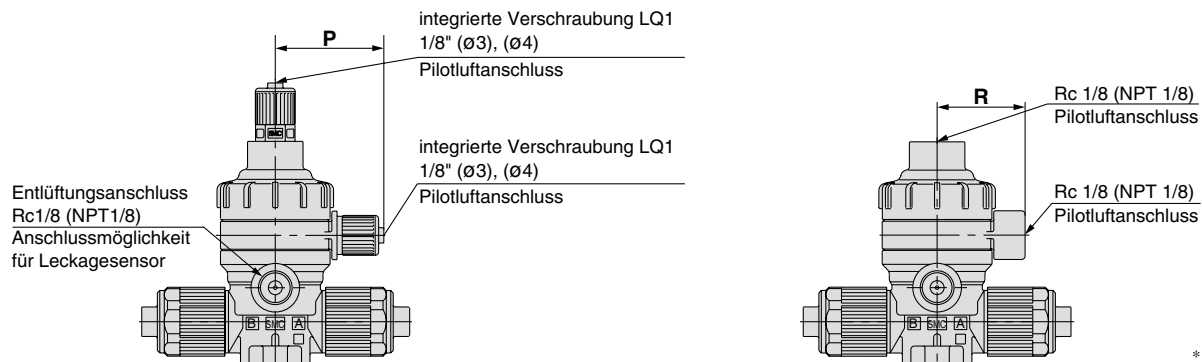 P
integrierte Verschraubung LQ1
1/8" (ø3), (ø4)
Pilotluftanschluss
integrierte Verschraubung LQ1
1/8" (ø3), (ø4)
Pilotluftanschluss
Entlüftungsanschluss
Rc1/8 (NPT1/8)
Anschlussmöglichkeit
für Leckagesensor
SMC
B SMC A
R
Rc 1/8 (NPT 1/8)
Pilotluftanschluss
Rc 1/8 (NPT 1/8)
Pilotluftanschluss
B SMC A
*